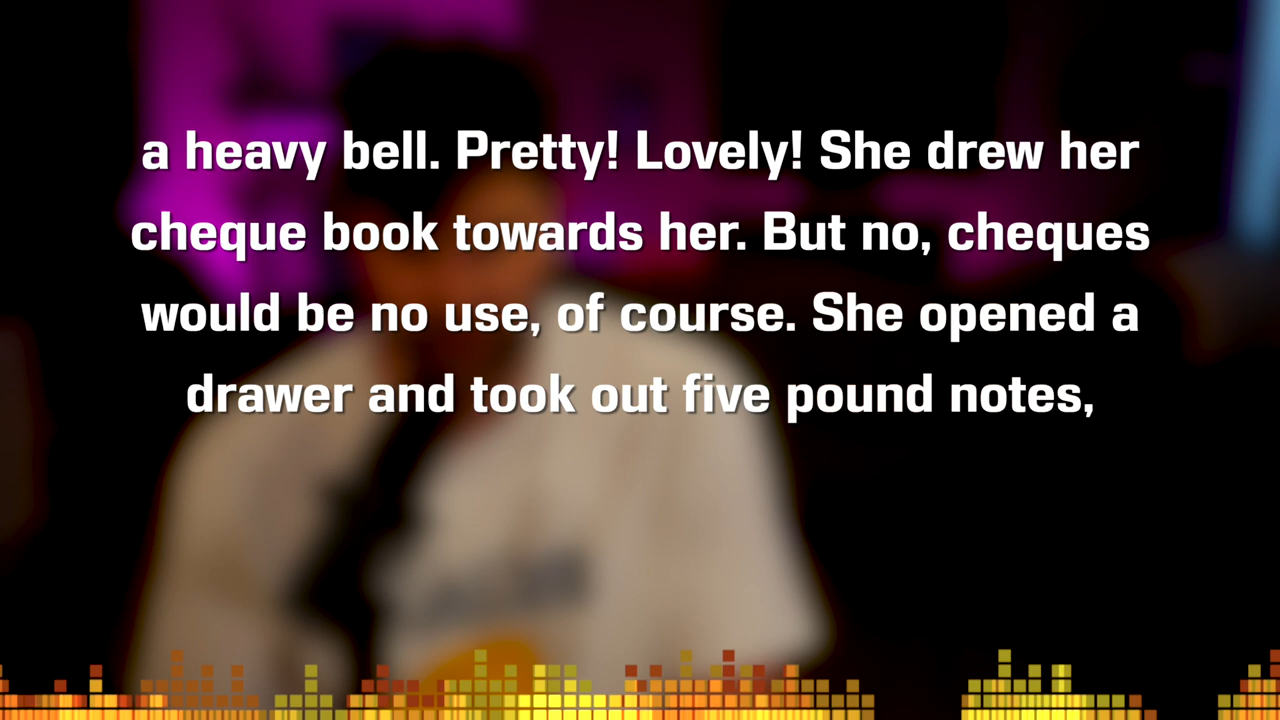 a heavy bell. Pretty! Lovely! She drew her
cheque book towards her. But no, cheques
would be no use, of course. She opened a
drawer and took out five pound notes,